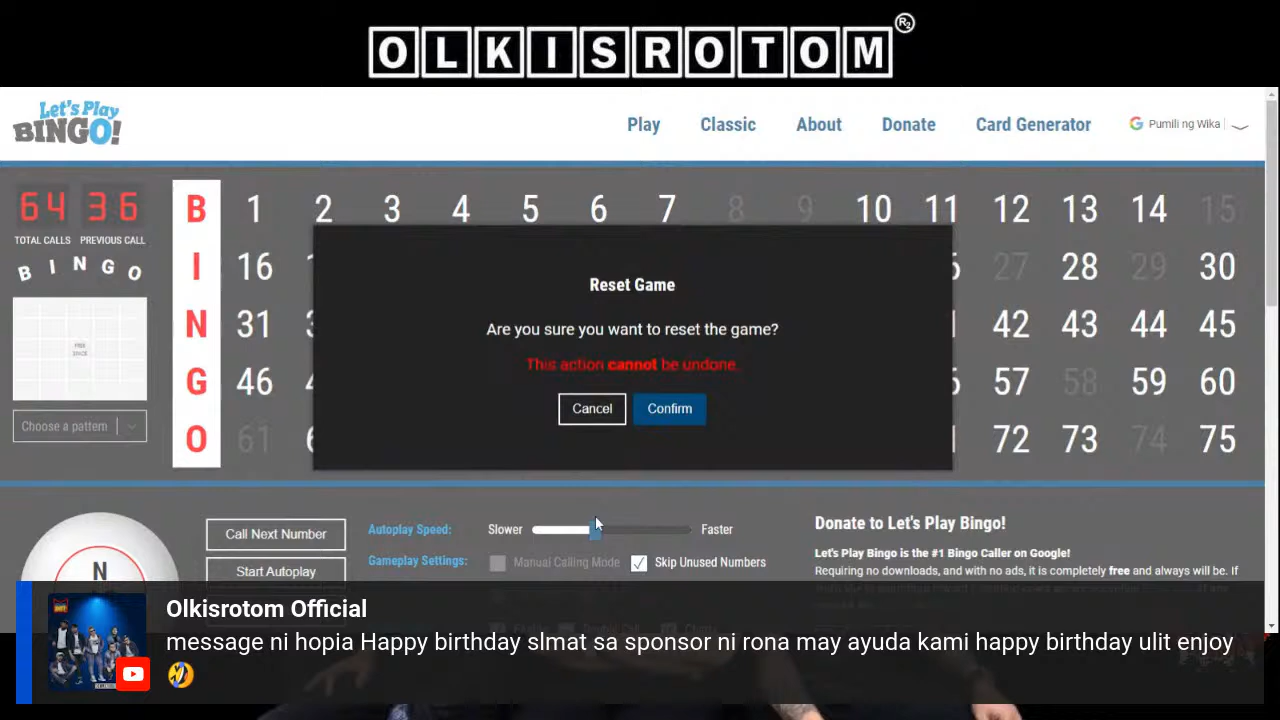 OLKISROTOM R2
Let's Play
BINGO!
Play Classic About Donate Card Generator Pumili ng Wika
64 36
TOTAL CALLS PREVIOUS CALL
B I N G O
FREE
SPACE
Choose a pattern
B 1 2 3 4 5 6 7 8 9 10 11 12 13 14 15
I 16 27 28 29 30
N 31 42 43 44 45
G 46 57 58 59 60
O 61 72 73 74 75
Reset Game
Are you sure you want to reset the game?
This action cannot be undone.
Cancel Confirm
N
Call Next Number
Start Autoplay
Autoplay Speed: Slower Faster
Gameplay Settings: Manual Calling Mode Skip Unused Numbers
Donate to Let's Play Bingo!
Let's Play Bingo is the #1 Bingo Caller on Google!
Requiring no downloads, and with no ads, it is completely free and always will be. If
Olkisrotom Official
message ni hopia Happy birthday slmat sa sponsor ni rona may ayuda kami happy birthday ulit enjoy
🤣